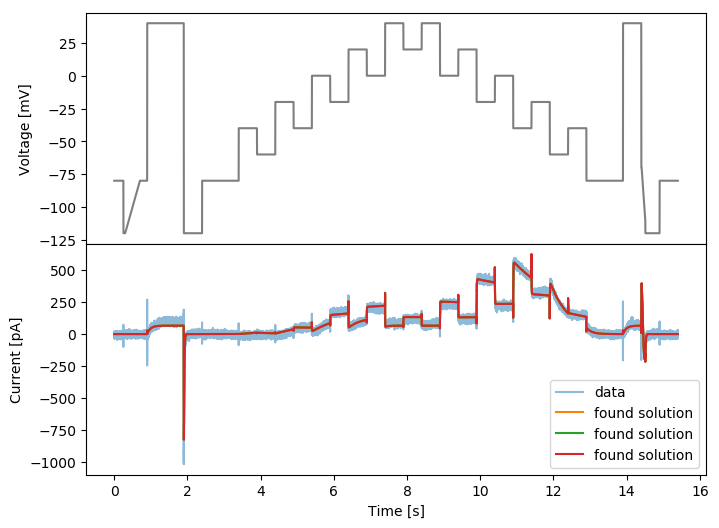 25
0
−25
−50
−75
−100
−125
Voltage [mV]
500
250
0
−250
−500
−750
−1000
Current [pA]
data
found solution
found solution
found solution
0 2 4 6 8 10 12 14 16
Time [s]